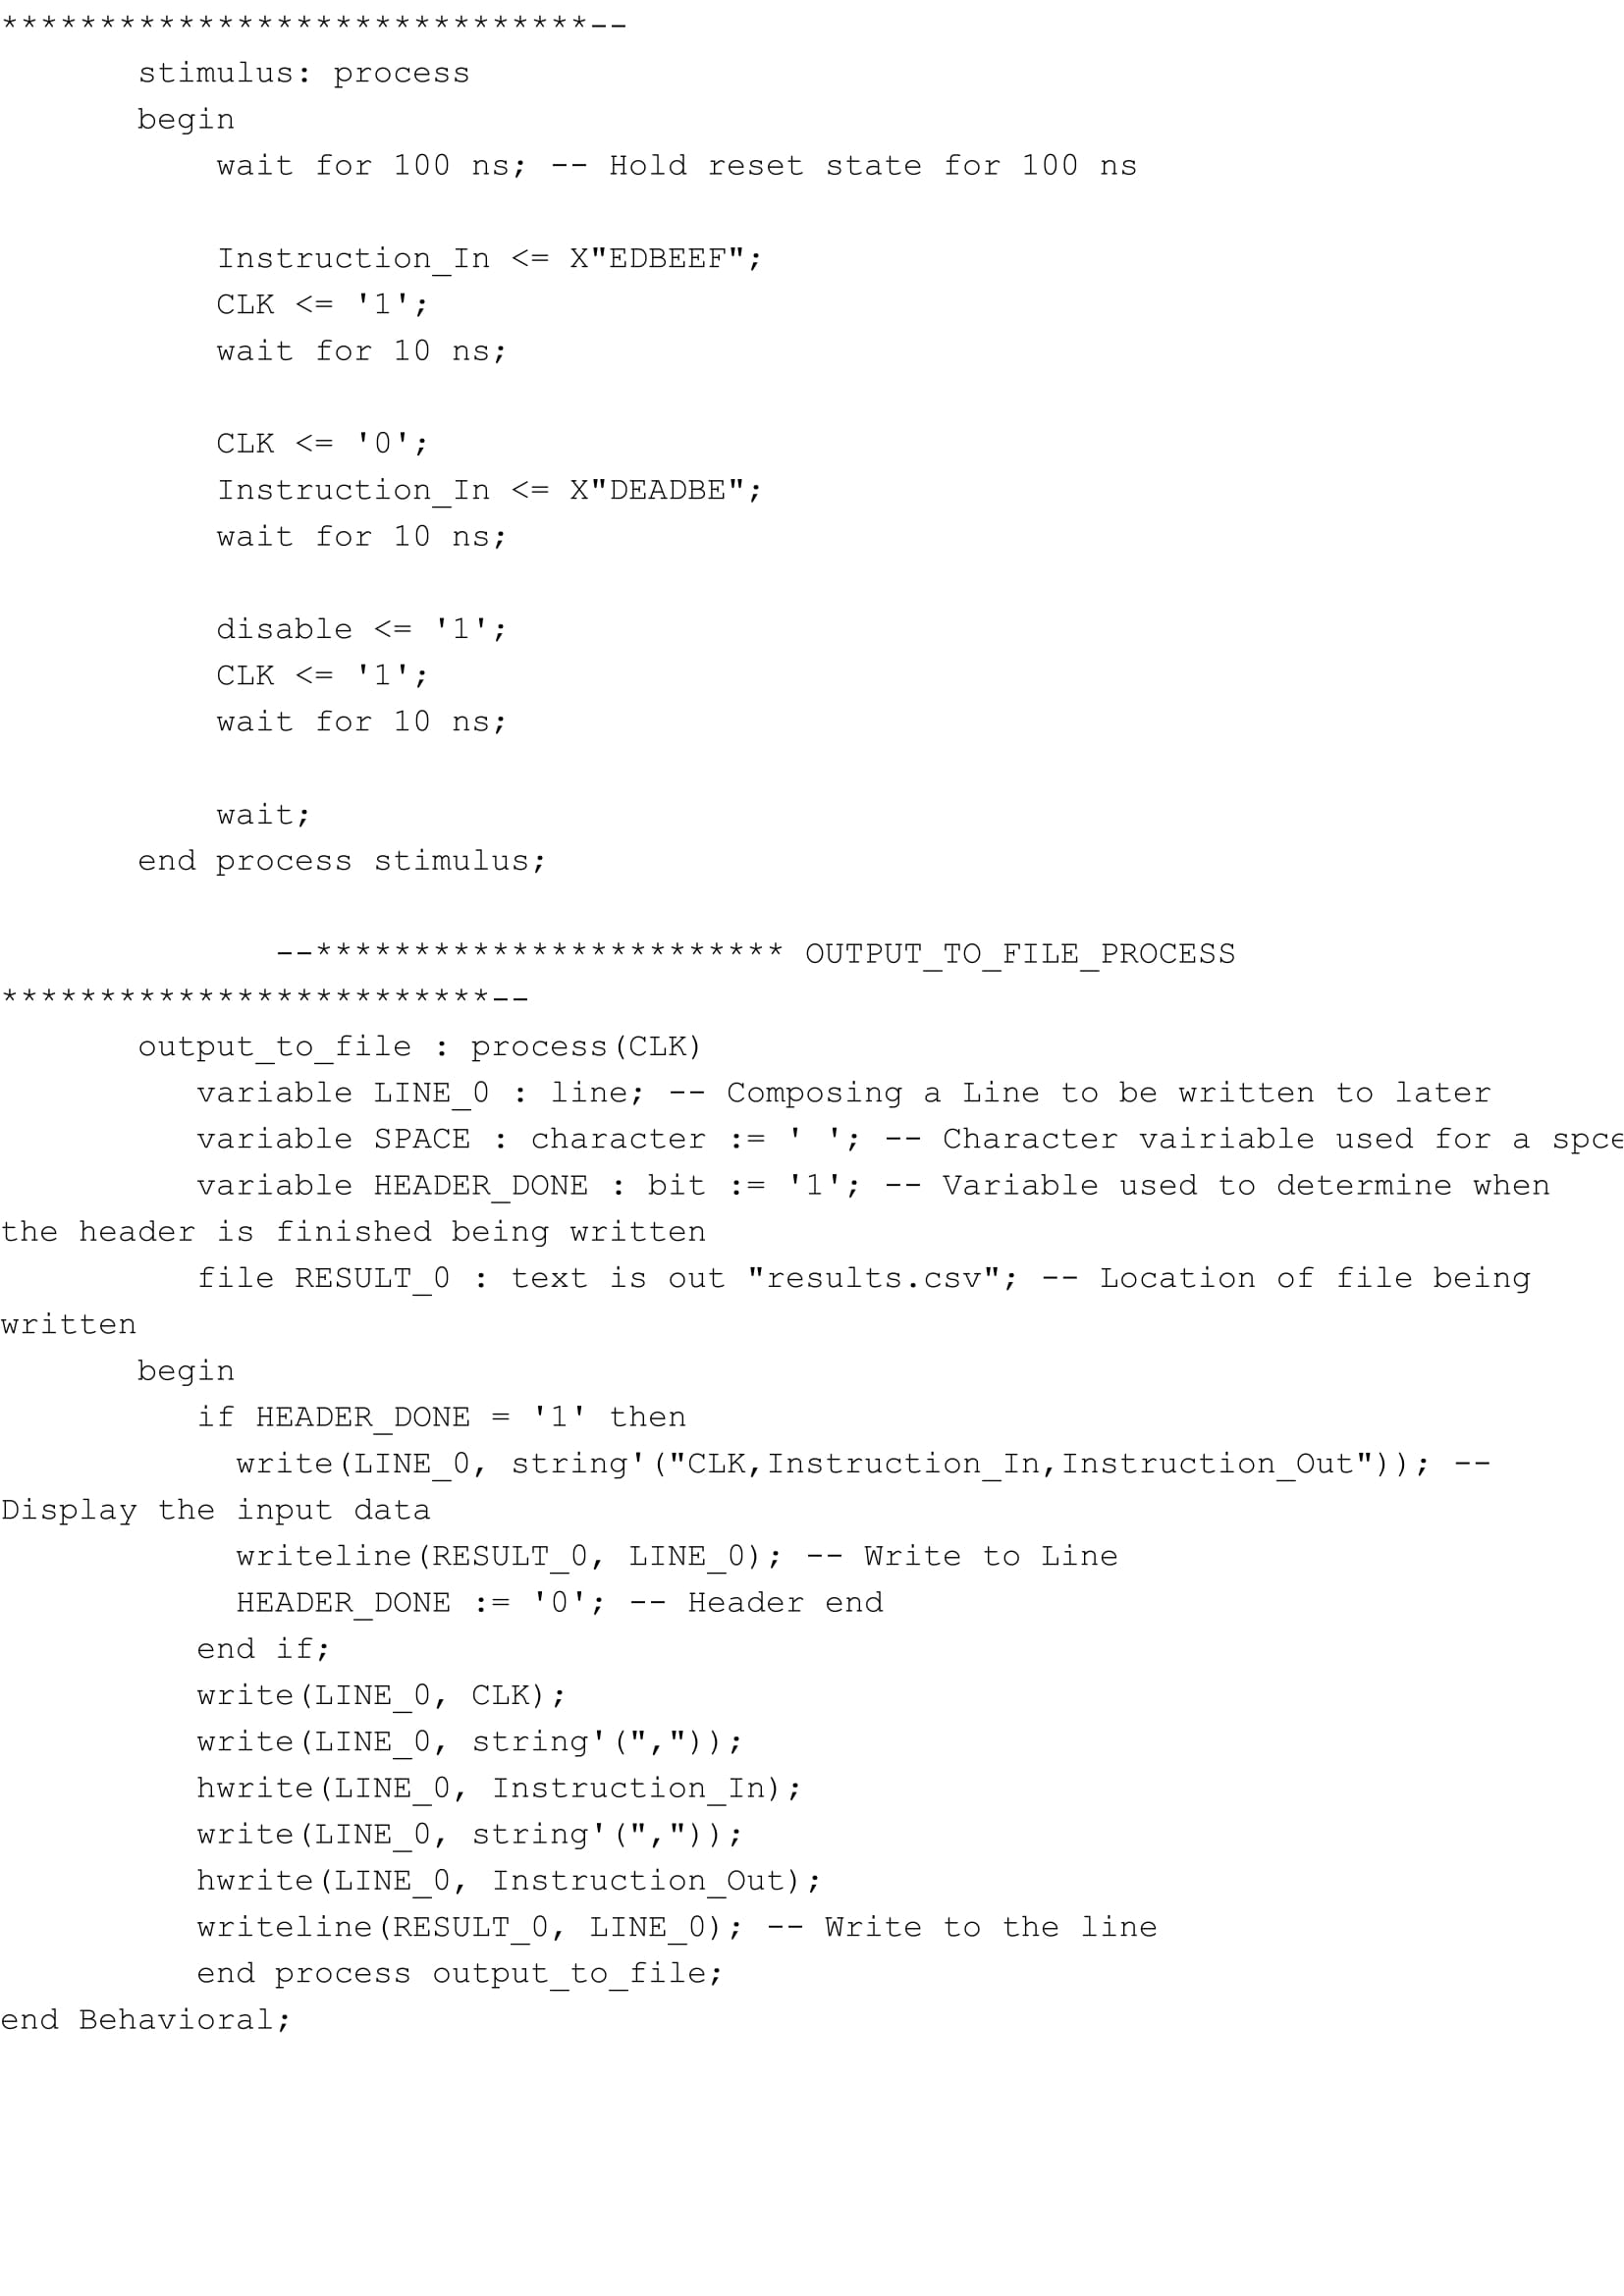 ******************************--
stimulus: process
begin
wait for 100 ns; -- Hold reset state for 100 ns
Instruction_In <= X"EDBEEF";
CLK <= '1';
wait for 10 ns;
CLK <= '0';
Instruction_In <= X"DEADBE";
wait for 10 ns;
disable <= '1';
CLK <= '1';
wait for 10 ns;
wait;
end process stimulus;
--************************ OUTPUT_TO_FILE_PROCESS
*************************--
output_to_file : process(CLK)
variable LINE_0 : line; -- Composing a Line to be written to later
variable SPACE : character := ' '; -- Character vairiable used for a spce
variable HEADER_DONE : bit := '1'; -- Variable used to determine when
the header is finished being written
file RESULT_0 : text is out "results.csv"; -- Location of file being
written
begin
if HEADER_DONE = '1' then
write(LINE_0, string'("CLK,Instruction_In,Instruction_Out")); --
Display the input data
writeline(RESULT_0, LINE_0); -- Write to Line
HEADER_DONE := '0'; -- Header end
end if;
write(LINE_0, CLK);
write(LINE_0, string'(","));
hwrite(LINE_0, Instruction_In);
write(LINE_0, string'(","));
hwrite(LINE_0, Instruction_Out);
writeline(RESULT_0, LINE_0); -- Write to the line
end process output_to_file;
end Behavioral;